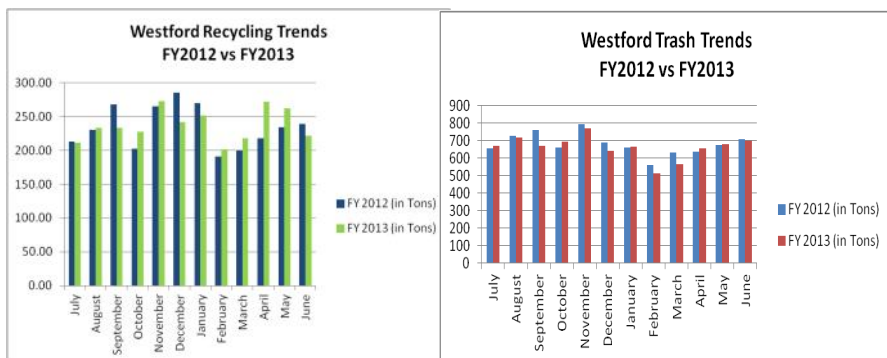 Westford Recycling Trends
FY2012 vs FY2013
300.00
250.00
200.00
150.00
100.00
50.00
0.00
July
August
September
October
November
December
January
February
March
April
May
June
FY 2012 (in Tons)
FY 2013 (in Tons)
Westford Trash Trends
FY2012 vs FY2013
900
800
700
600
500
400
300
200
100
0
July
August
September
October
November
December
January
February
March
April
May
June
FY 2012 (in Tons)
FY 2013 (in Tons)